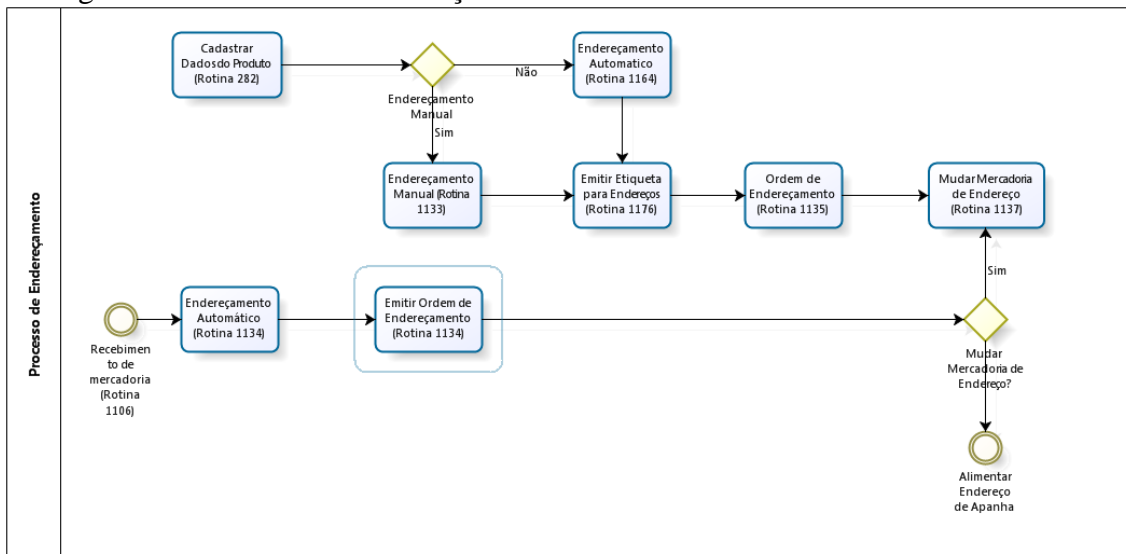 Processo de Endereçamento
Cadastrar
Dadosdo Produto
(Rotina 282)
Endereçamento
Manual
Não
Sim
Endereçamento
Automatico
(Rotina 1164)
Endereçamento
Manual (Rotina
1133)
Emitir Etiqueta
para Endereços
(Rotina 1176)
Ordem de
Endereçamento
(Rotina 1135)
Mudar Mercadoria
de Endereço
(Rotina 1137)
Recebimen
to de
mercadoria
(Rotina
1106)
Endereçamento
Automático
(Rotina 1134)
Emitir Ordem de
Endereçamento
(Rotina 1134)
Sim
Mudar
Mercadoria de
Endereço?
Alimentar
Endereço
de Apanha